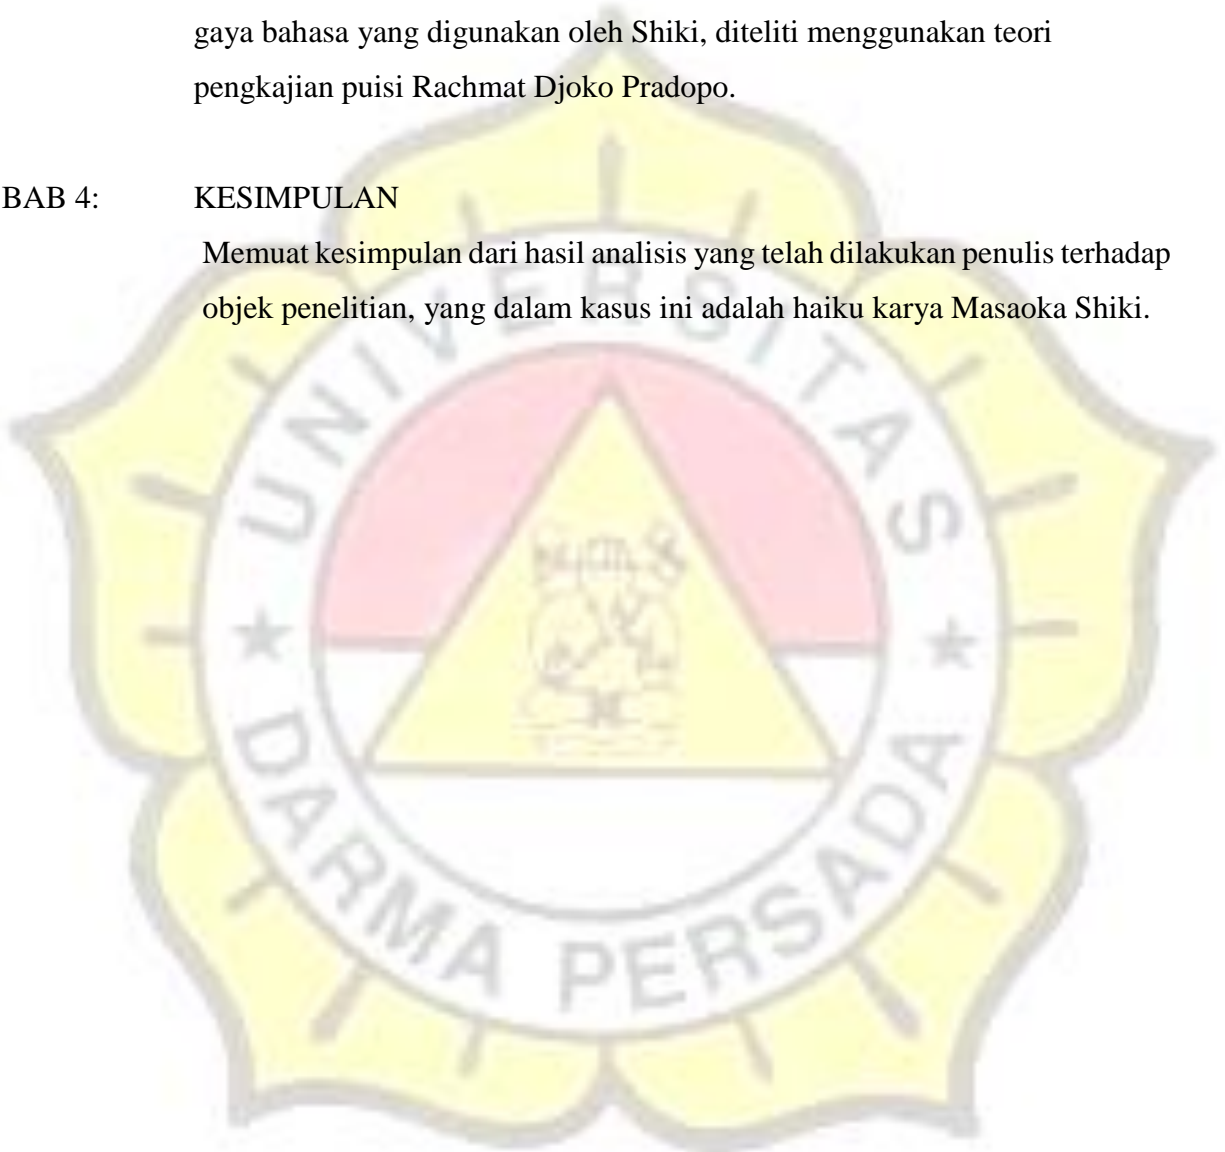 gaya bahasa yang digunakan oleh Shiki, diteliti menggunakan teori
pengkajian puisi Rachmat Djoko Pradopo.
BAB 4: KESIMPULAN
Memuat kesimpulan dari hasil analisis yang telah dilakukan penulis terhadap
objek penelitian, yang dalam kasus ini adalah haiku karya Masaoka Shiki.
UNIVERSITAS
DARMA PERSADA